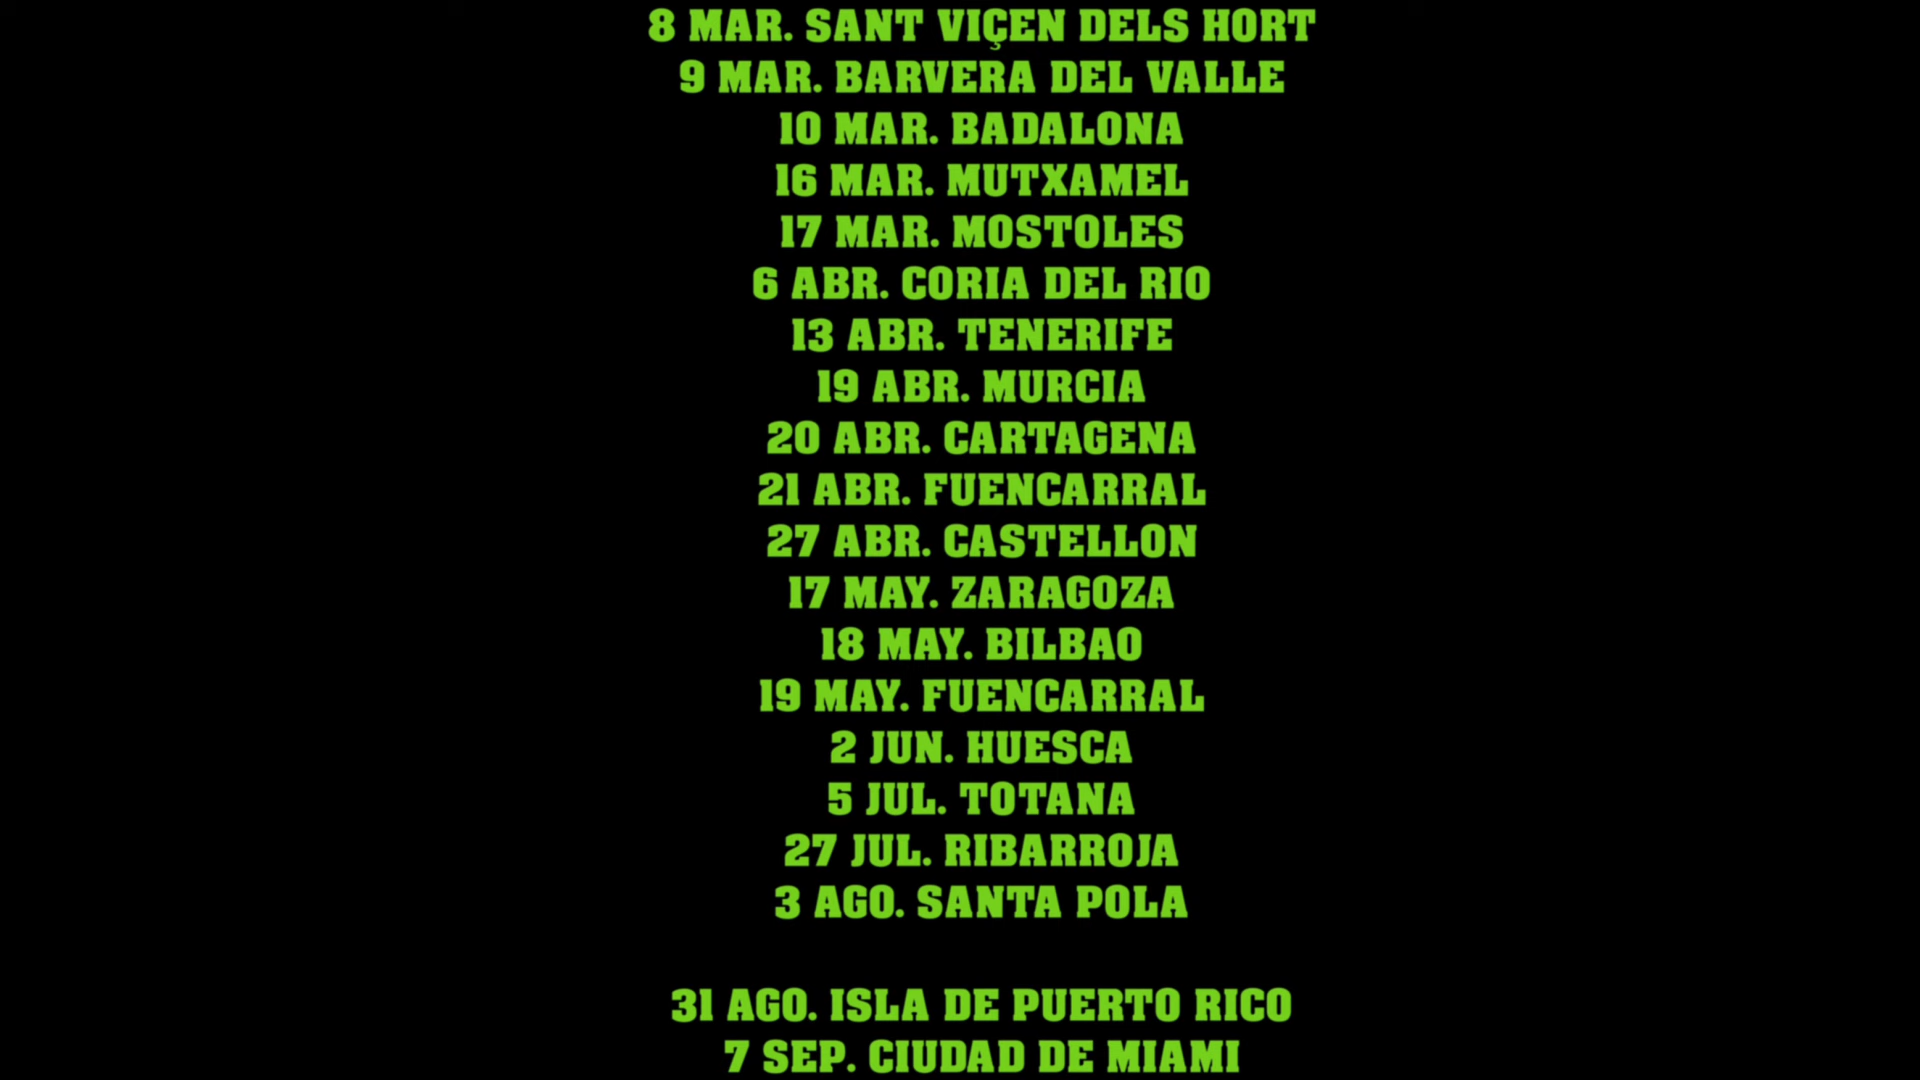 8 MAR. SANT VIÇEN DELS HORT
9 MAR. BARVERA DEL VALLE
10 MAR. BADALONA
16 MAR. MUTXAMEL
17 MAR. MOSTOLES
6 ABR. CORIA DEL RIO
13 ABR. TENERIFE
19 ABR. MURCIA
20 ABR. CARTAGENA
21 ABR. FUENCARRAL
27 ABR. CASTELLON
17 MAY. ZARAGOZA
18 MAY. BILBAO
19 MAY. FUENCARRAL
2 JUN. HUESCA
5 JUL. TOTANA
27 JUL. RIBARROJA
3 AGO. SANTA POLA
31 AGO. ISLA DE PUERTO RICO
7 SEP. CIUDAD DE MIAMI